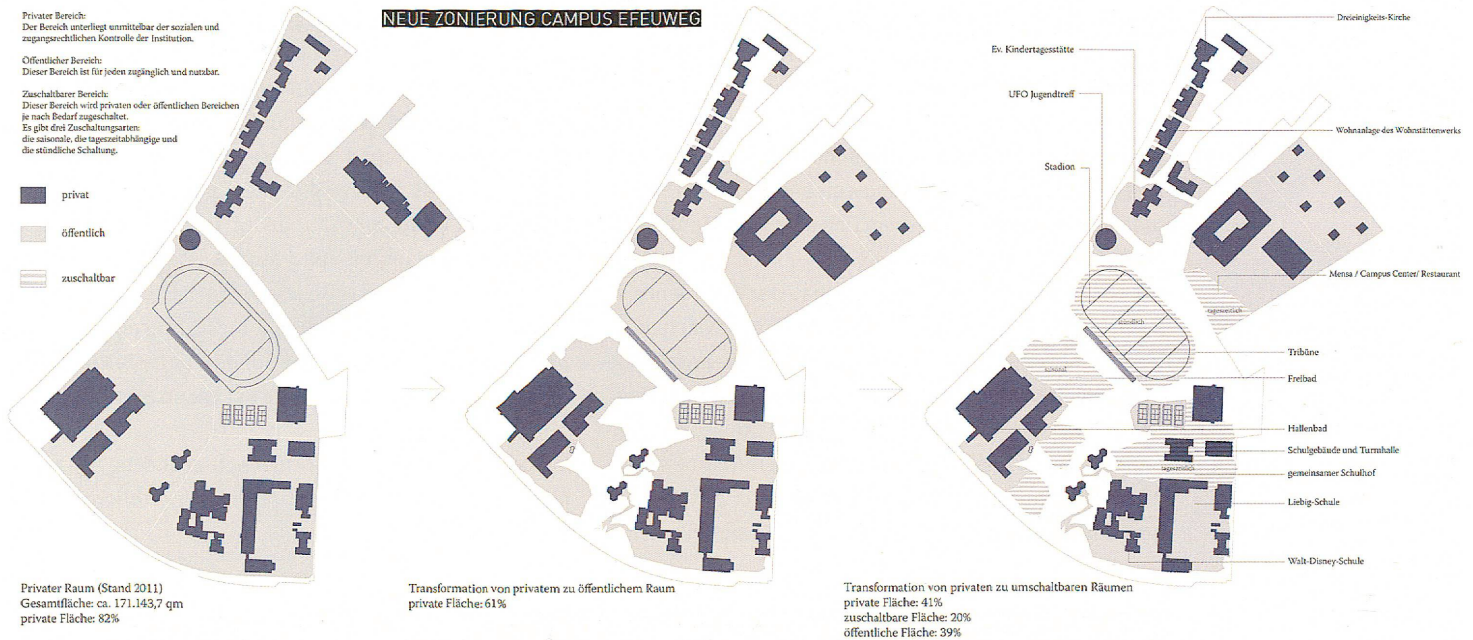 NEUE ZONIERUNG CAMPUS EFEUWEG
Privater Bereich:
Der Bereich unterliegt unmittelbar der sozialen und
zugangsrechtlichen Kontrolle der Institution.
Öffentlicher Bereich:
Dieser Bereich ist für jeden zugänglich und nutzbar.
Zuschaltbarer Bereich:
Dieser Bereich wird privaten oder öffentlichen Bereichen
je nach Bedarf zugeschaltet.
Es gibt drei Zuschaltungsarten:
die saisonale, die tageszeitabhängige und
die stündliche Schaltung.
privat
öffentlich
zuschaltbar
Privater Raum (Stand 2011)
Gesamtfläche: ca. 171.143,7 qm
private Fläche: 82%
Transformation von privatem zu öffentlichem Raum
private Fläche: 61%
Dreieinigkeits-Kirche
Ev. Kindertagesstätte
UFO Jugendtreff
Wohnanlage des Wohnstättenwerks
Stadion
Mensa / Campus Center/ Restaurant
tageszeitlich
stündlich
Tribüne
saisonal
Freibad
Hallenbad
Schulgebäude und Turnhalle
tageszeitlich
gemeinsamer Schulhof
Liebig-Schule
Walt-Disney-Schule
Transformation von privaten zu umschaltbaren Räumen
private Fläche: 41%
zuschaltbare Fläche: 20%
öffentliche Fläche: 39%